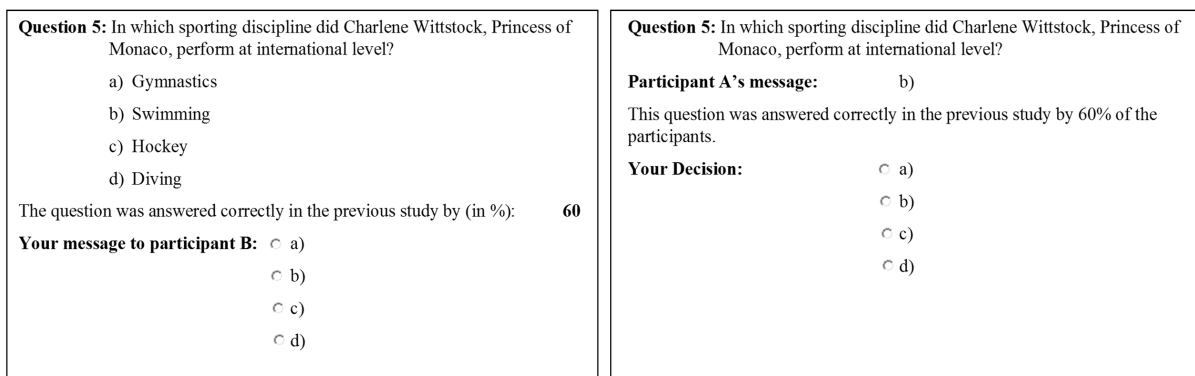 Question 5: In which sporting discipline did Charlene Wittstock, Princess of
Monaco, perform at international level?
a) Gymnastics
b) Swimming
c) Hockey
d) Diving
The question was answered correctly in the previous study by (in %): 60
Your message to participant B: a)
b)
c)
d)
Question 5: In which sporting discipline did Charlene Wittstock, Princess of
Monaco, perform at international level?
Participant A's message: b)
This question was answered correctly in the previous study by 60% of the
participants.
Your Decision: a)
b)
c)
d)